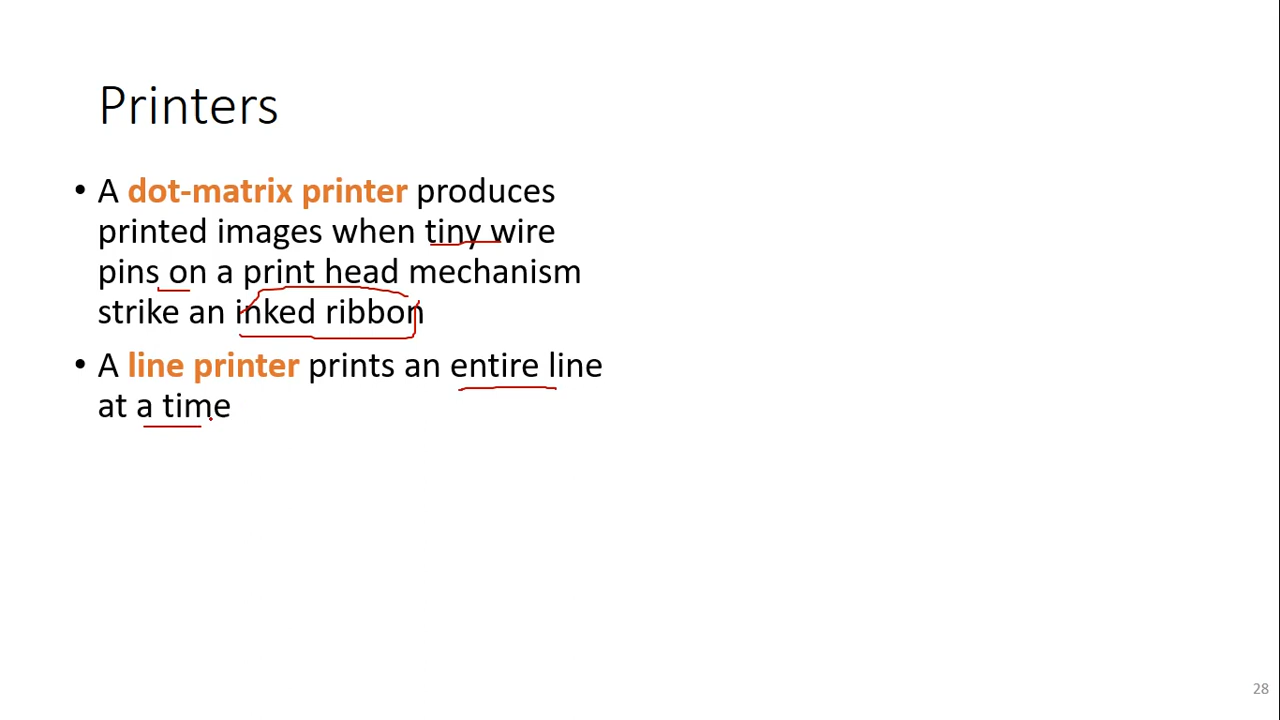 Printers
• A dot-matrix printer produces
printed images when tiny wire
pins on a print head mechanism
strike an inked ribbon
• A line printer prints an entire line
at a time
28